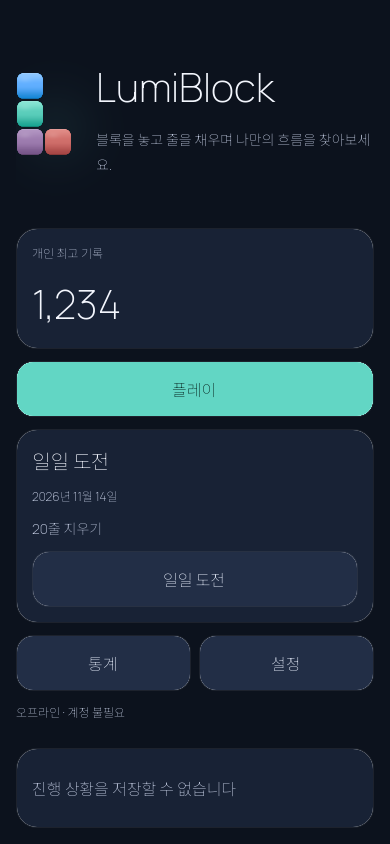 LumiBlock
블록을 놓고 줄을 채우며 나만의 흐름을 찾아보세
요.
개인 최고 기록
1,234
플레이
일일 도전
2026년 11월 14일
20줄 지우기
일일 도전
통계
설정
오프라인 · 계정 불필요
진행 상황을 저장할 수 없습니다